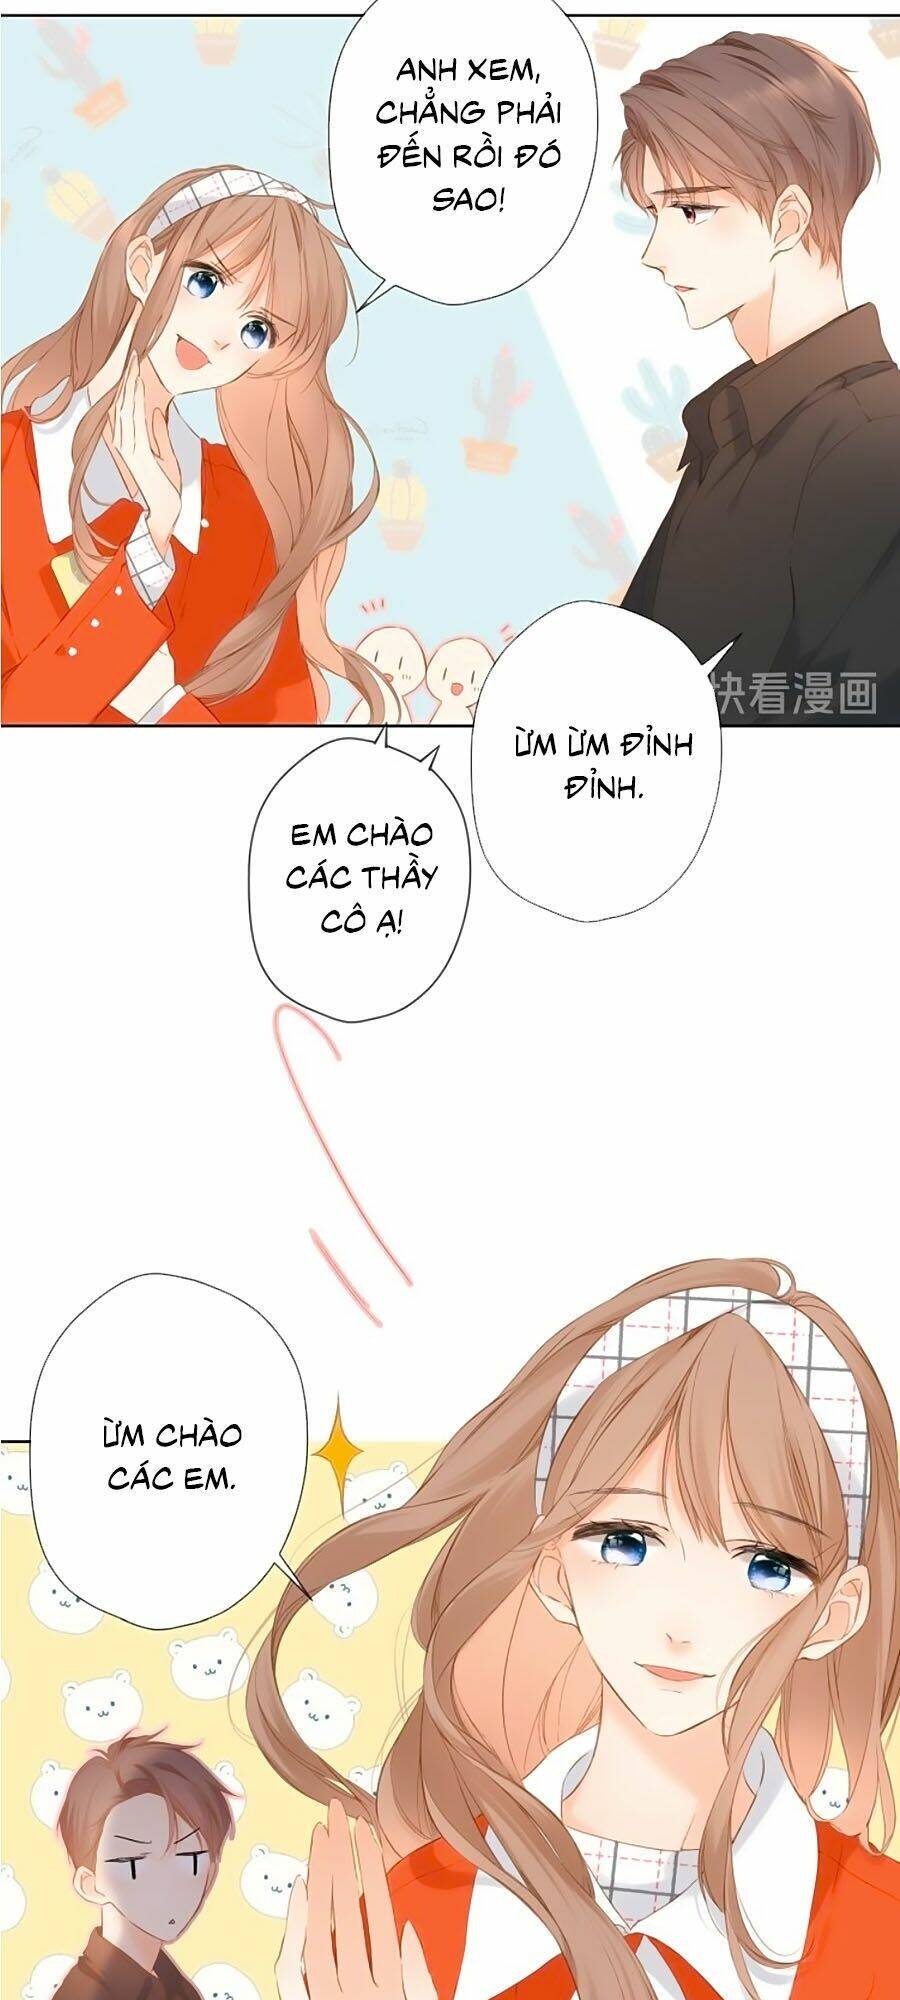 ANH XEM,
CHẲNG PHẢI
ĐẾN RỒI ĐÓ
SAO!
快看漫画
ỪM ỪM ĐỈNH
ĐỈNH.
EM CHÀO
CÁC THẦY
CÔ Ạ!
ỪM CHÀO
CÁC EM.